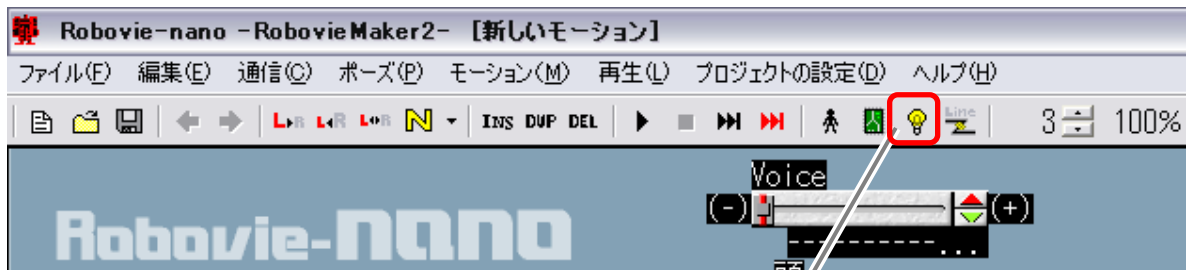 Robovie-nano -RobovieMaker2- [新しいモーション]
ファイル(F) 編集(E) 通信(C) ポーズ(P) モーション(M) 再生(L) プロジェクトの設定(D) ヘルプ(H)
L▸R L◂R L↔R N INS DUP DEL Line 3 100%
Voice
(-) (+)
Robovie-nano
----------...
頭